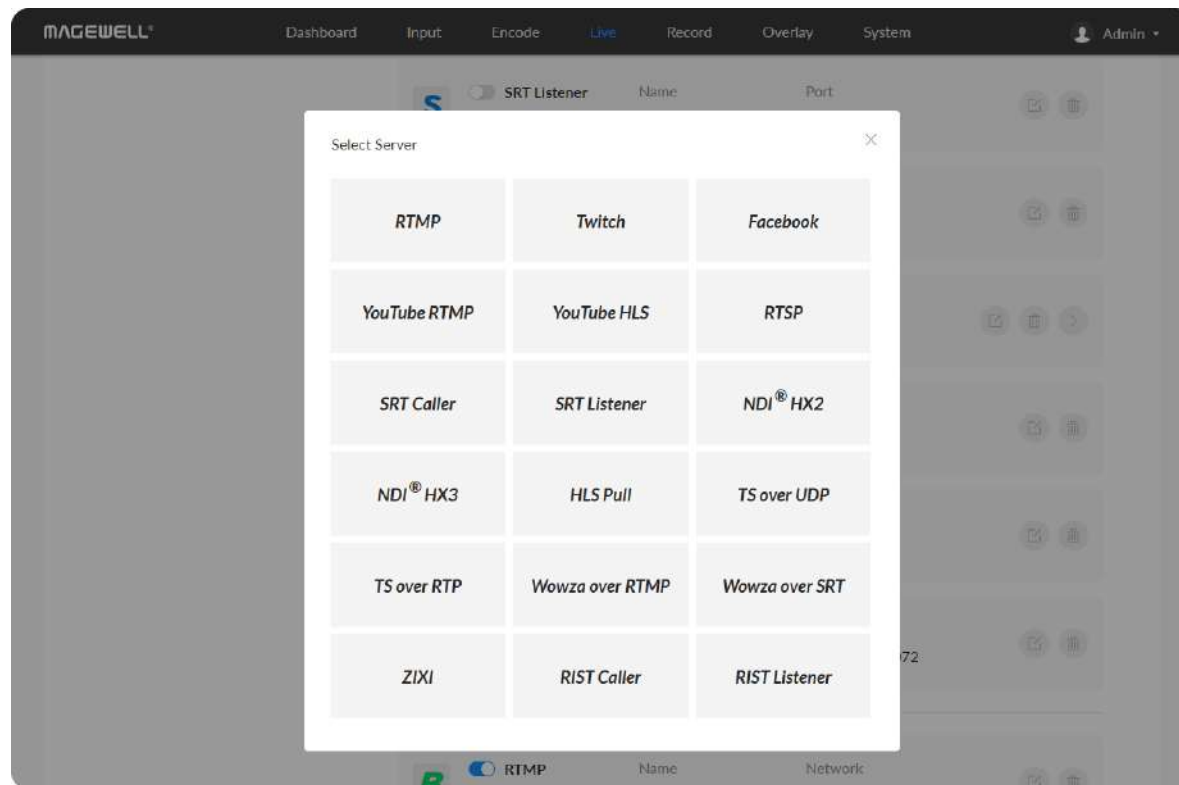 MAGEWELL®
Dashboard Input Encode Live Record Overlay System Admin
SRT Listener Name Port
S
Select Server
RTMP Twitch Facebook
YouTube RTMP YouTube HLS RTSP
SRT Caller SRT Listener NDI® HX2
NDI® HX3 HLS Pull TS over UDP
TS over RTP Wowza over RTMP Wowza over SRT
72
ZIXI RIST Caller RIST Listener
RTMP Name Network